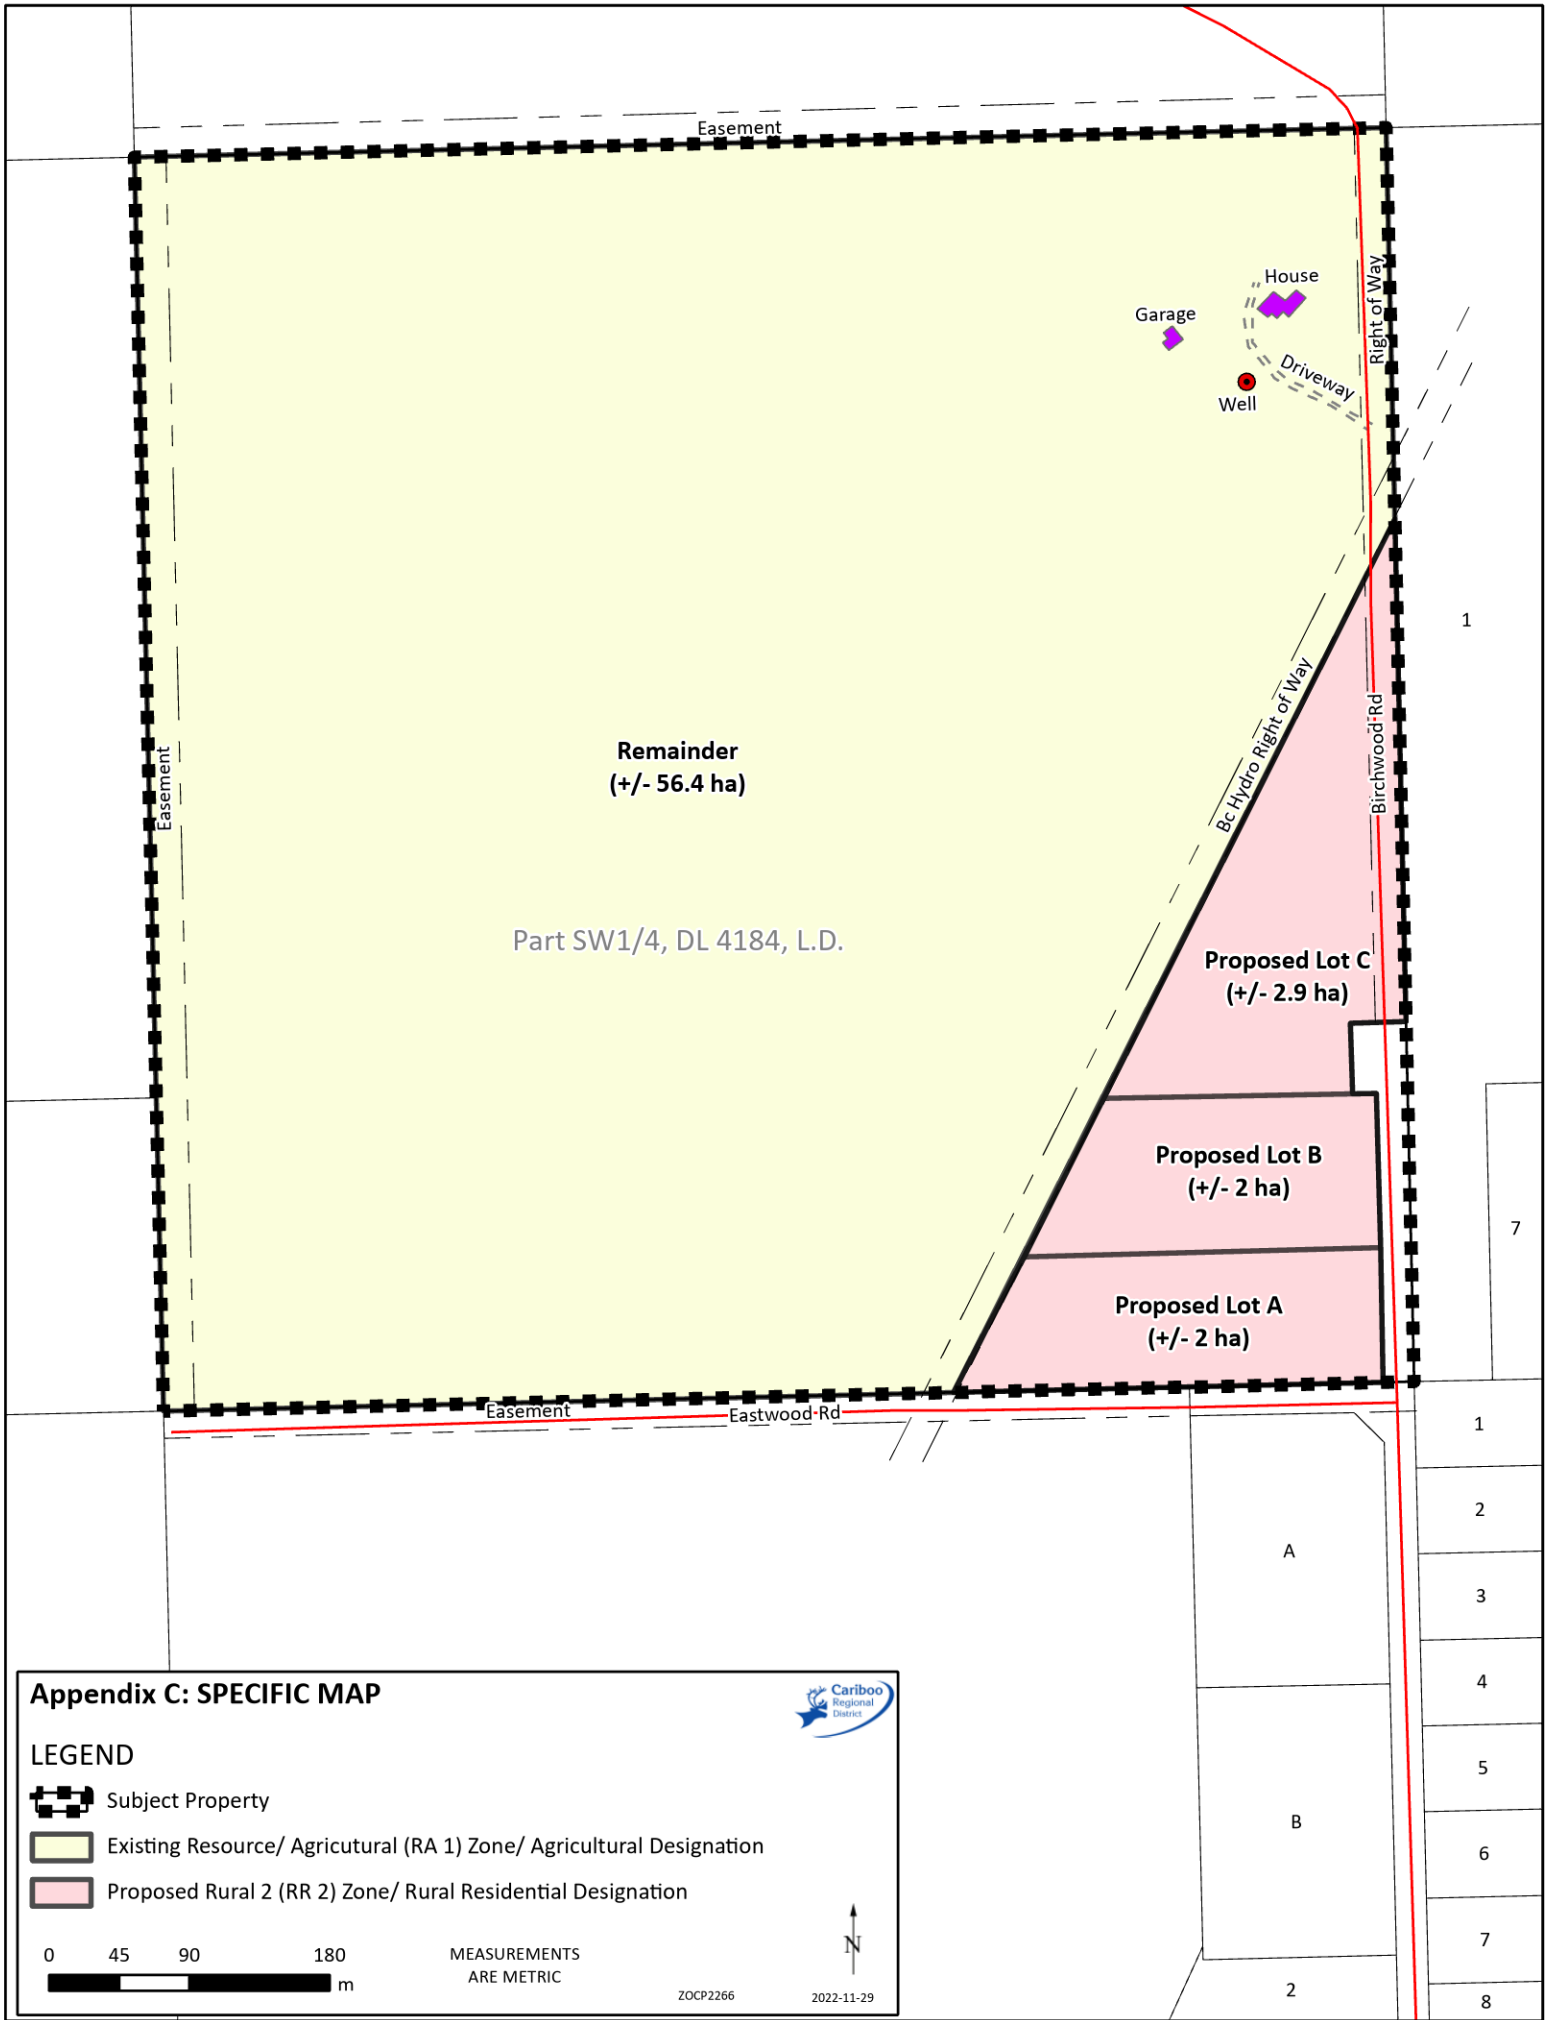 Easement
House
Right of Way
Garage
Driveway
Well
1
Bc Hydro Right of Way
Birchwood Rd
Remainder
(+/- 56.4 ha)
Easement
Part SW1/4, DL 4184, L.D.
Proposed Lot C
(+/- 2.9 ha)
Proposed Lot B
(+/- 2 ha)
7
Proposed Lot A
(+/- 2 ha)
Easement
Eastwood Rd
1
2
A
3
4
5
B
6
7
2
8
Appendix C: SPECIFIC MAP
Cariboo
Regional
District
LEGEND
Subject Property
Existing Resource/ Agricutural (RA 1) Zone/ Agricultural Designation
Proposed Rural 2 (RR 2) Zone/ Rural Residential Designation
0 45 90 180
m
MEASUREMENTS
ARE METRIC
N
ZOCP2266
2022-11-29